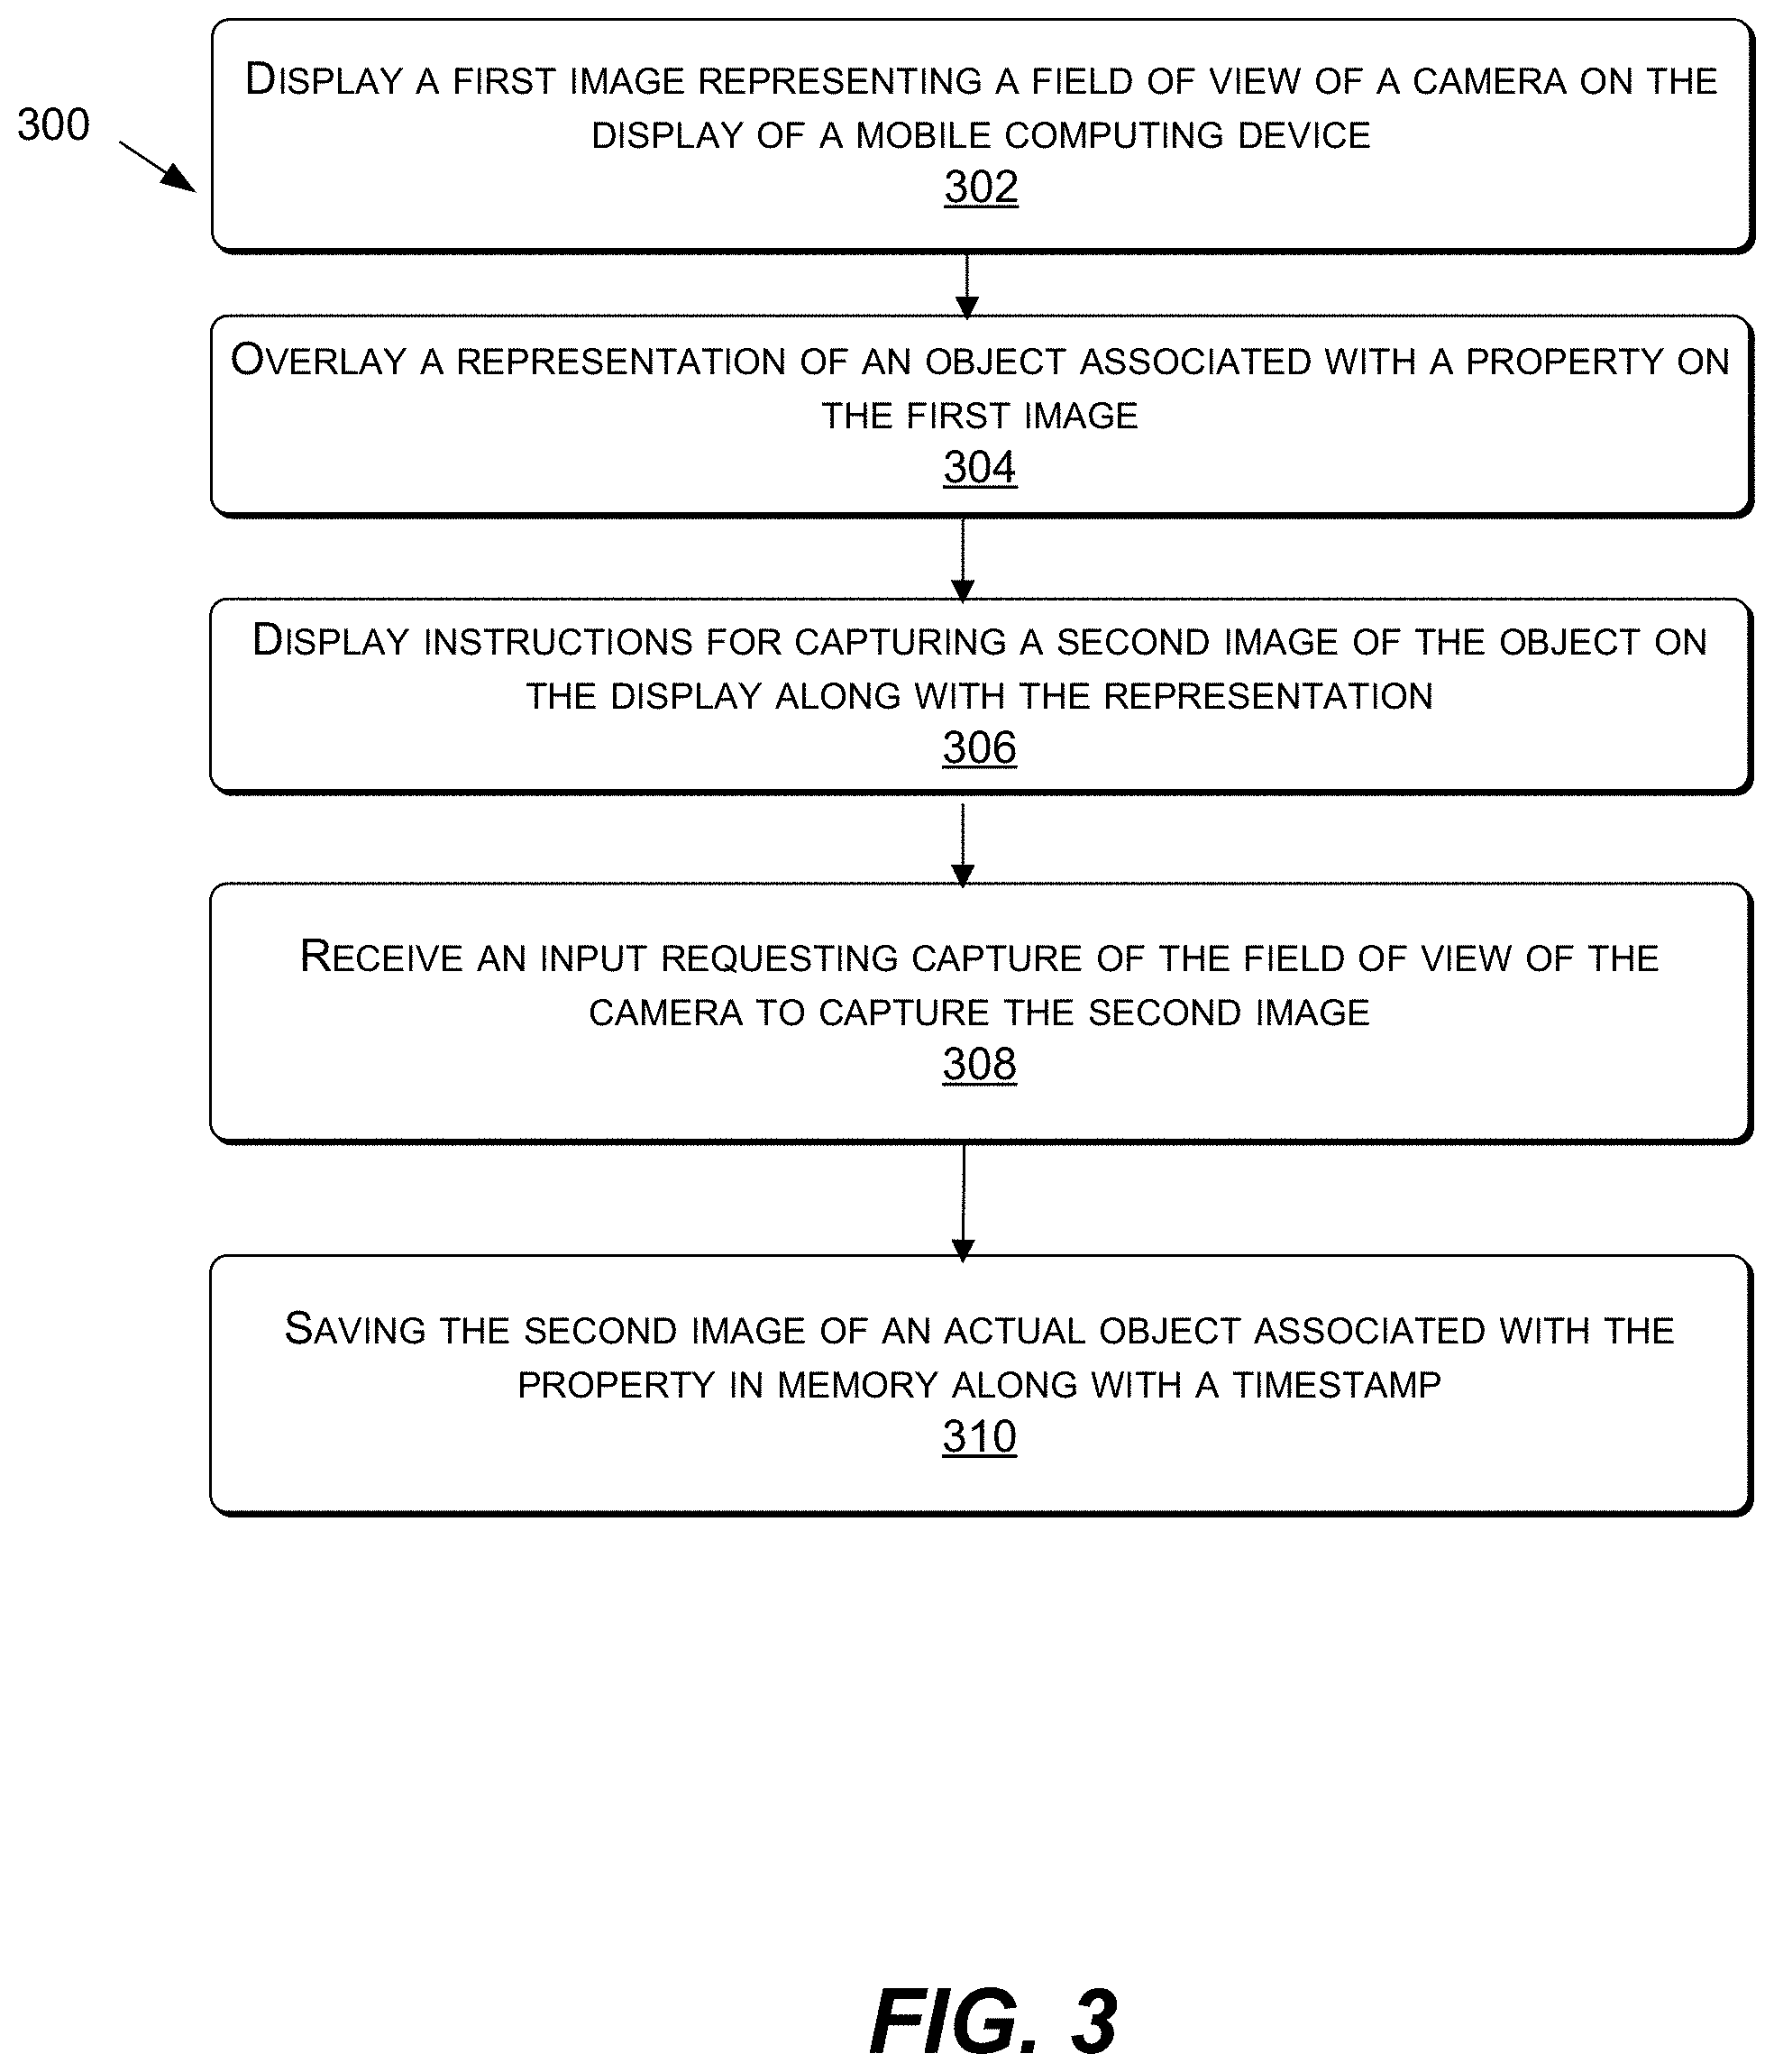 300
DISPLAY A FIRST IMAGE REPRESENTING A FIELD OF VIEW OF A CAMERA ON THE
DISPLAY OF A MOBILE COMPUTING DEVICE
302
OVERLAY A REPRESENTATION OF AN OBJECT ASSOCIATED WITH A PROPERTY ON
THE FIRST IMAGE
304
DISPLAY INSTRUCTIONS FOR CAPTURING A SECOND IMAGE OF THE OBJECT ON
THE DISPLAY ALONG WITH THE REPRESENTATION
306
RECEIVE AN INPUT REQUESTING CAPTURE OF THE FIELD OF VIEW OF THE
CAMERA TO CAPTURE THE SECOND IMAGE
308
SAVING THE SECOND IMAGE OF AN ACTUAL OBJECT ASSOCIATED WITH THE
PROPERTY IN MEMORY ALONG WITH A TIMESTAMP
310
FIG. 3